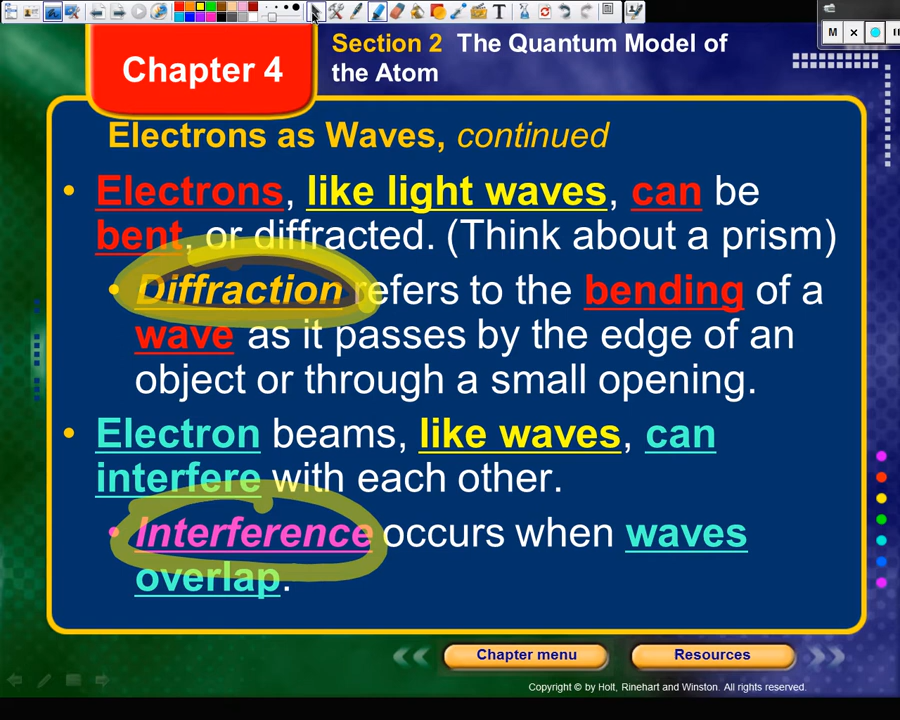 M × II
Chapter 4
Section 2 The Quantum Model of
the Atom
Electrons as Waves, continued
• Electrons, like light waves, can be
bent, or diffracted. (Think about a prism)
• Diffraction refers to the bending of a
wave as it passes by the edge of an
object or through a small opening.
• Electron beams, like waves, can
interfere with each other.
• Interference occurs when waves
overlap.
Chapter menu
Resources
Copyright © by Holt, Rinehart and Winston. All rights reserved.